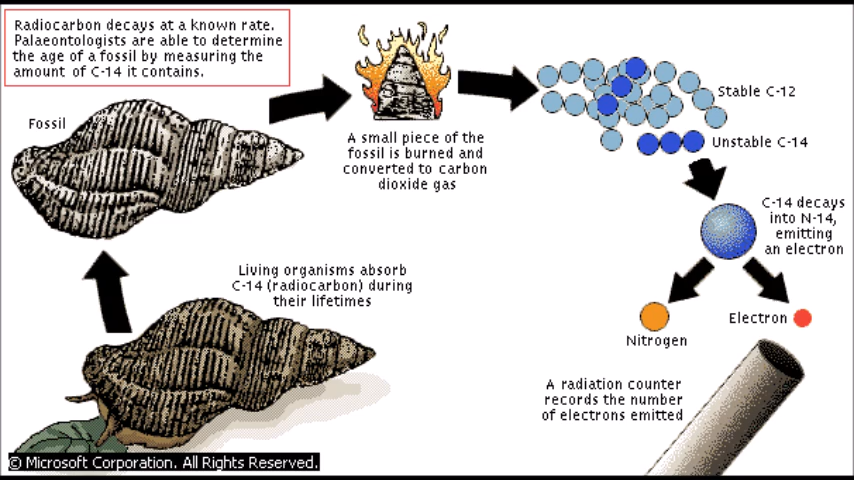 Radiocarbon decays at a known rate.
Palaeontologists are able to determine
the age of a fossil by measuring the
amount of C-14 it contains.
Fossil
A small piece of the
fossil is burned and
converted to carbon
dioxide gas
Stable C-12
Unstable C-14
C-14 decays
into N-14,
emitting
an electron
Nitrogen
Electron
Living organisms absorb
C-14 (radiocarbon) during
their lifetimes
A radiation counter
records the number
of electrons emitted
© Microsoft Corporation. All Rights Reserved.